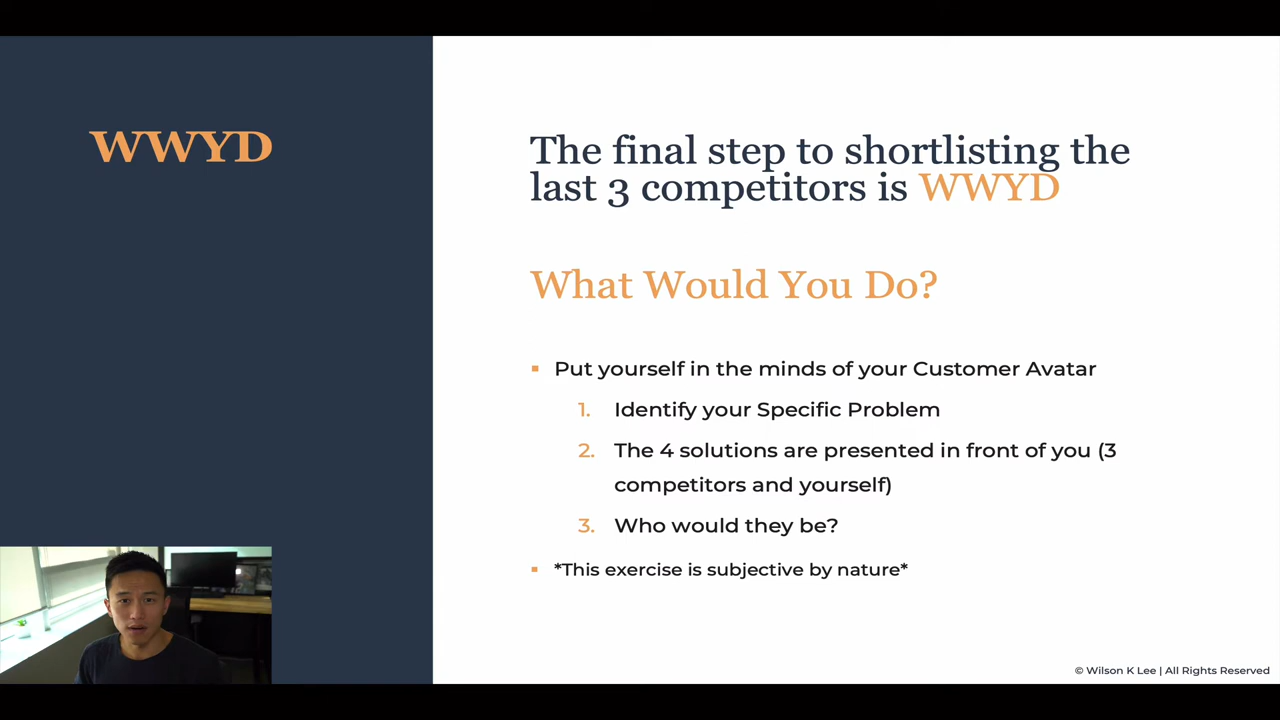 WWYD
The final step to shortlisting the
last 3 competitors is WWYD
What Would You Do?
▪ Put yourself in the minds of your Customer Avatar
1. Identify your Specific Problem
2. The 4 solutions are presented in front of you (3
competitors and yourself)
3. Who would they be?
▪ *This exercise is subjective by nature*
© Wilson K Lee | All Rights Reserved